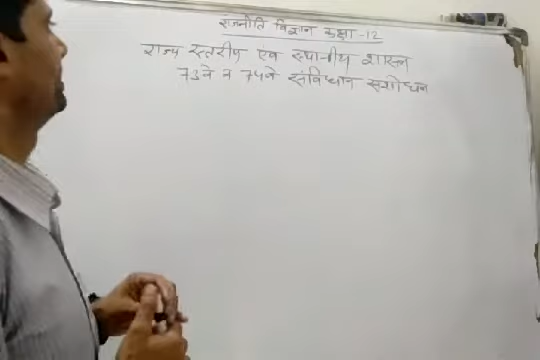 राजनीति विज्ञान कक्षा -12
राज्य स्तरीय एवं स्थानीय शासन
73वे व 74वे संविधान संशोधन